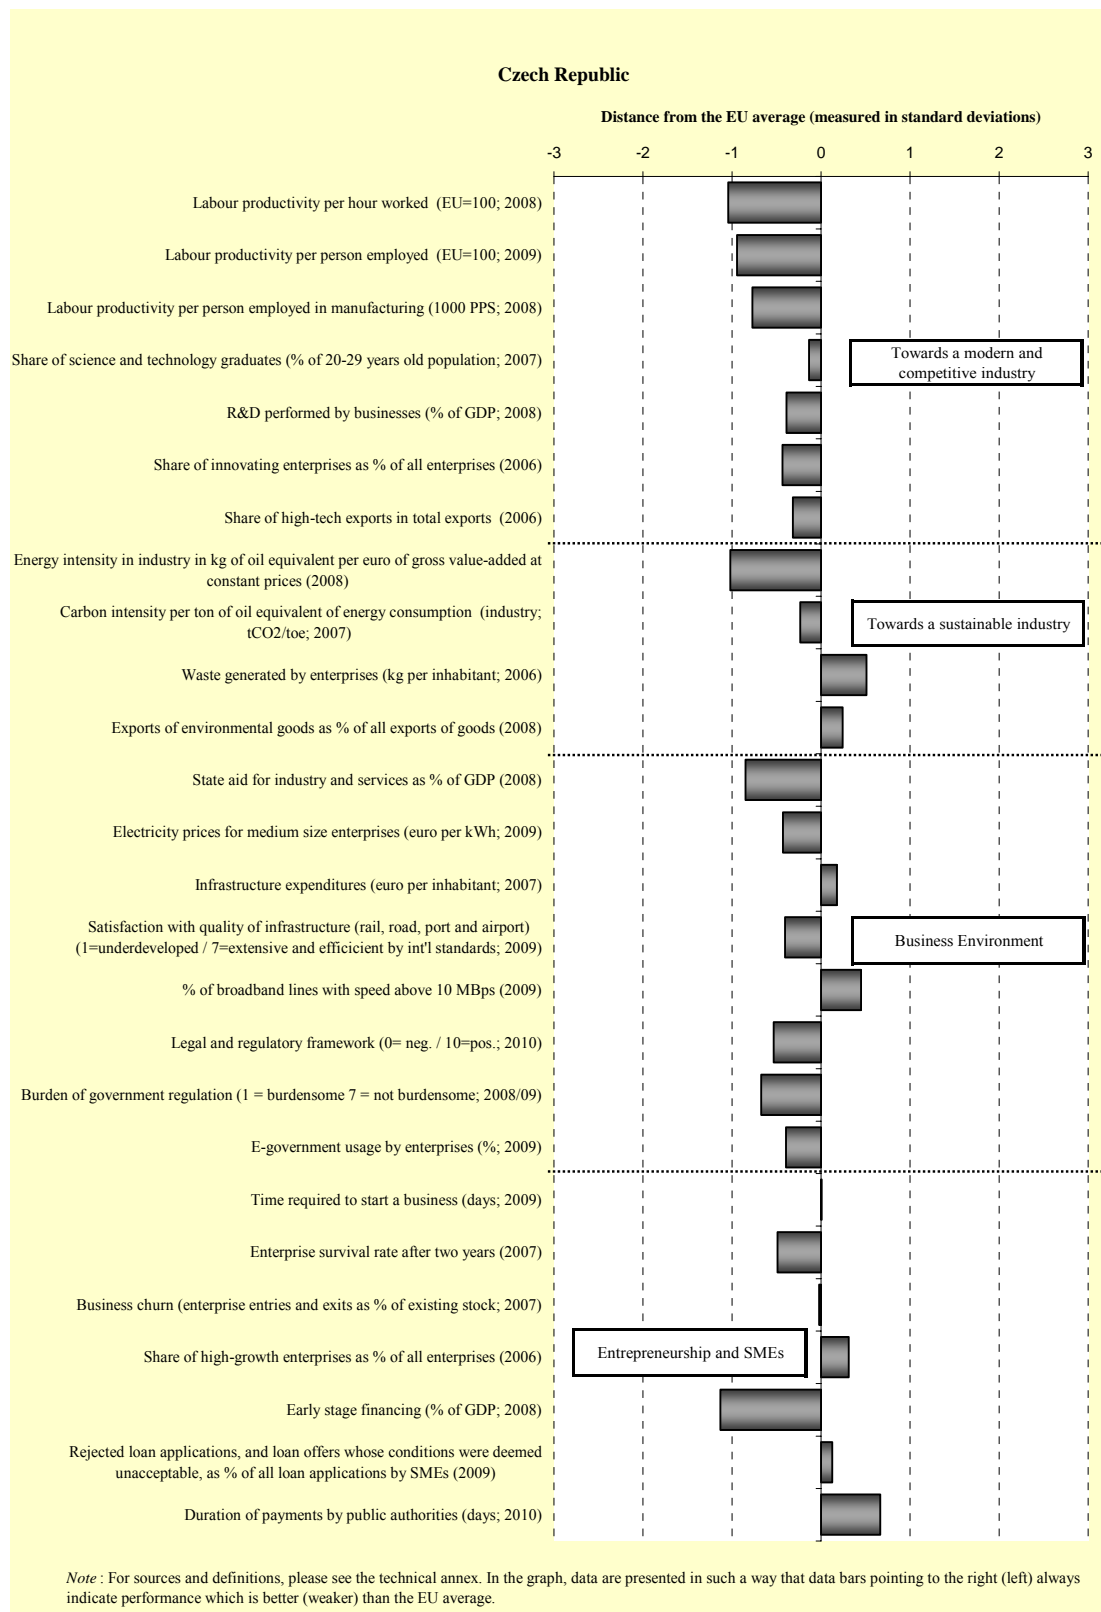 Czech Republic
Distance from the EU average (measured in standard deviations)
-3 -2 -1 0 1 2 3
Labour productivity per hour worked (EU=100; 2008)
Labour productivity per person employed (EU=100; 2009)
Labour productivity per person employed in manufacturing (1000 PPS; 2008)
Share of science and technology graduates (% of 20-29 years old population; 2007)
Towards a modern and
competitive industry
R&D performed by businesses (% of GDP; 2008)
Share of innovating enterprises as % of all enterprises (2006)
Share of high-tech exports in total exports (2006)
Energy intensity in industry in kg of oil equivalent per euro of gross value-added at
constant prices (2008)
Carbon intensity per ton of oil equivalent of energy consumption (industry;
tCO2/toe; 2007)
Towards a sustainable industry
Waste generated by enterprises (kg per inhabitant; 2006)
Exports of environmental goods as % of all exports of goods (2008)
State aid for industry and services as % of GDP (2008)
Electricity prices for medium size enterprises (euro per kWh; 2009)
Infrastructure expenditures (euro per inhabitant; 2007)
Satisfaction with quality of infrastructure (rail, road, port and airport)
(1=underdeveloped / 7=extensive and efficicient by int'l standards; 2009)
Business Environment
% of broadband lines with speed above 10 MBps (2009)
Legal and regulatory framework (0= neg. / 10=pos.; 2010)
Burden of government regulation (1 = burdensome 7 = not burdensome; 2008/09)
E-government usage by enterprises (%; 2009)
Time required to start a business (days; 2009)
Enterprise survival rate after two years (2007)
Business churn (enterprise entries and exits as % of existing stock; 2007)
Share of high-growth enterprises as % of all enterprises (2006)
Entrepreneurship and SMEs
Early stage financing (% of GDP; 2008)
Rejected loan applications, and loan offers whose conditions were deemed
unacceptable, as % of all loan applications by SMEs (2009)
Duration of payments by public authorities (days; 2010)
Note : For sources and definitions, please see the technical annex. In the graph, data are presented in such a way that data bars pointing to the right (left) always
indicate performance which is better (weaker) than the EU average.